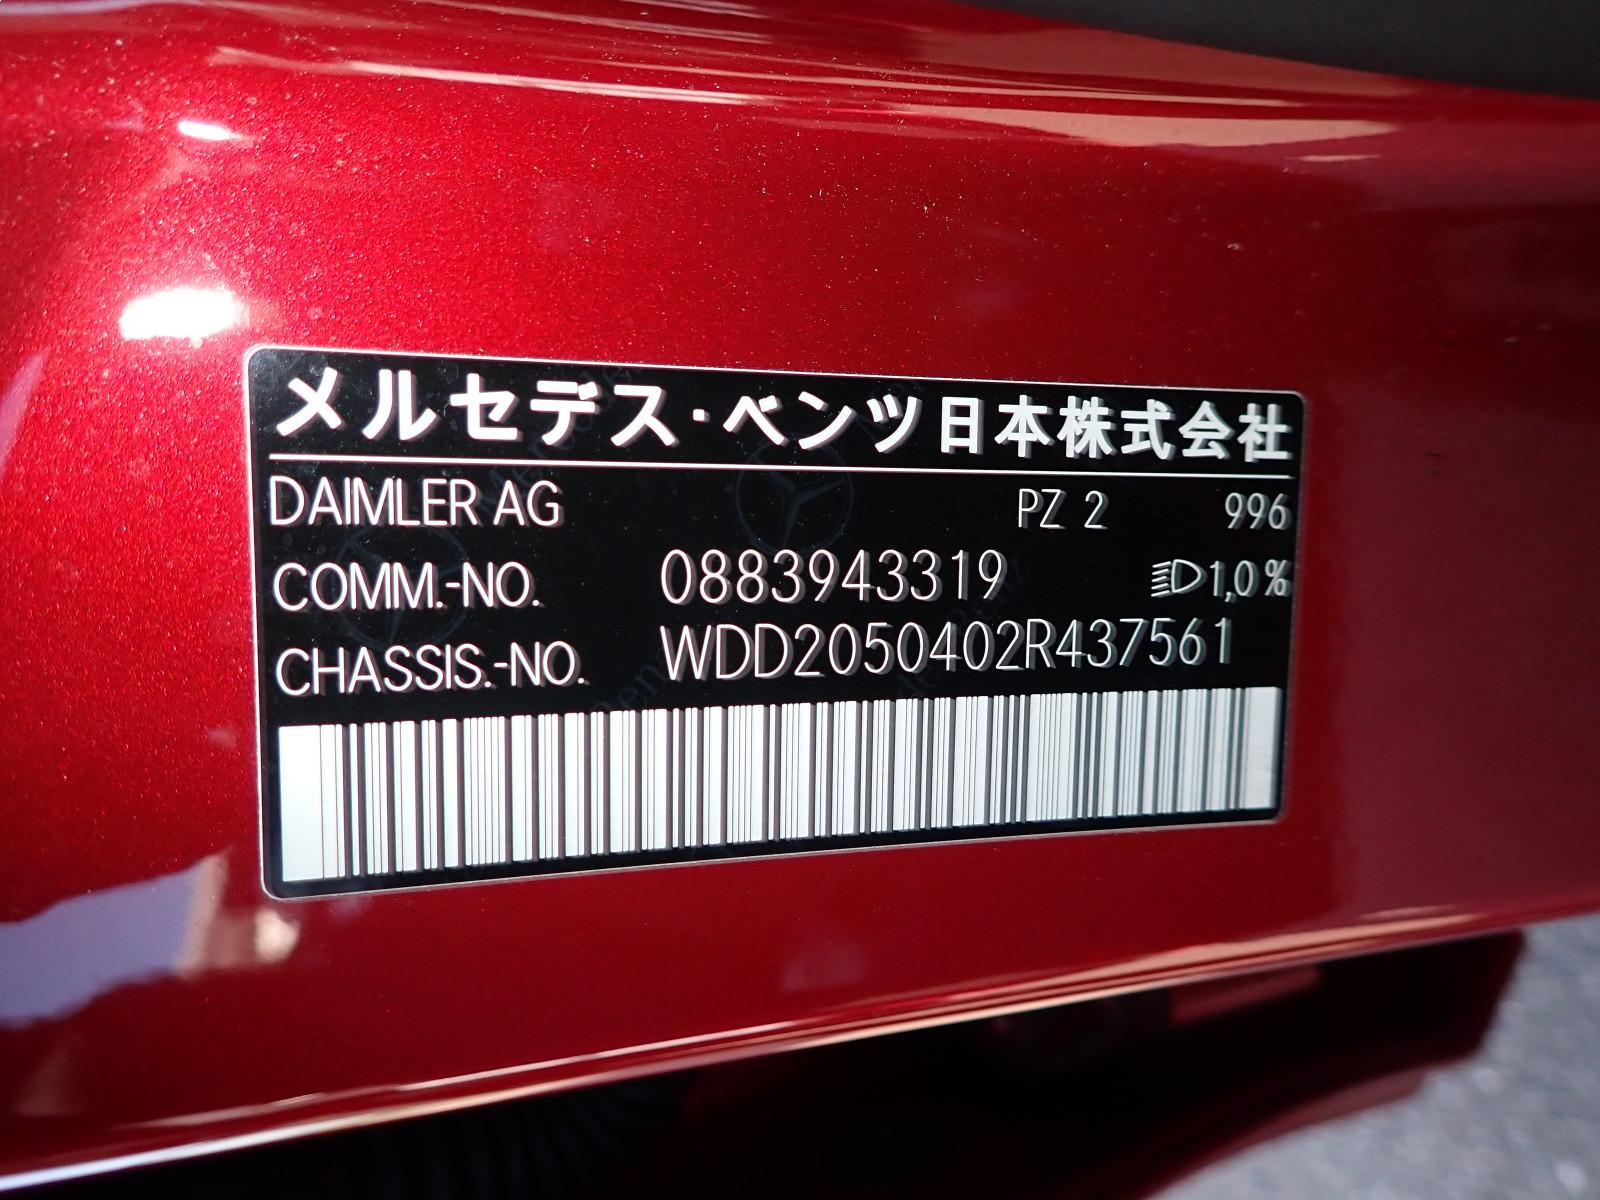 メルセデス・ベンツ日本株式会社
DAIMLER AG PZ 2 996
COMM.-NO. 0883943319 1,0%
CHASSIS.-NO. WDD2050402R437561